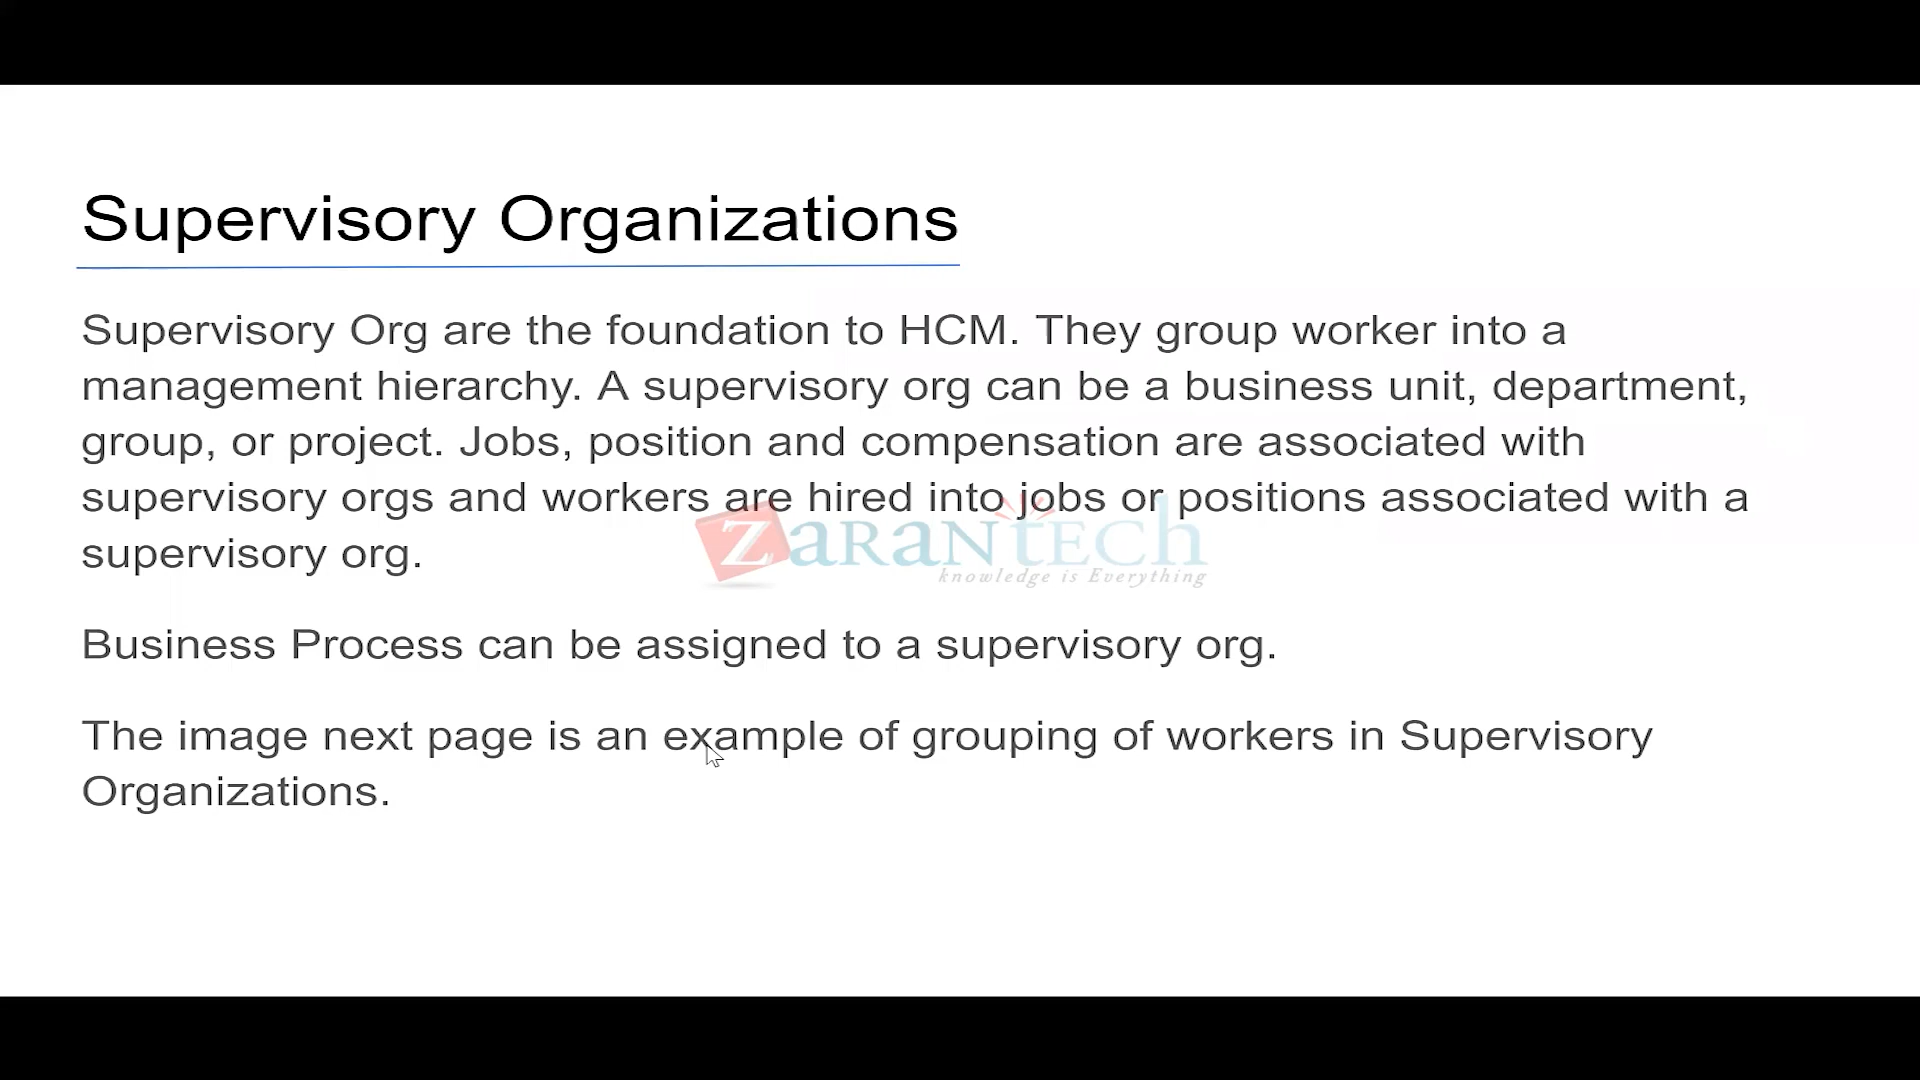 Supervisory Organizations
Supervisory Org are the foundation to HCM. They group worker into a
management hierarchy. A supervisory org can be a business unit, department,
group, or project. Jobs, position and compensation are associated with
supervisory orgs and workers are hired into jobs or positions associated with a
supervisory org.
ZaranTech
knowledge is Everything
Business Process can be assigned to a supervisory org.
The image next page is an example of grouping of workers in Supervisory
Organizations.